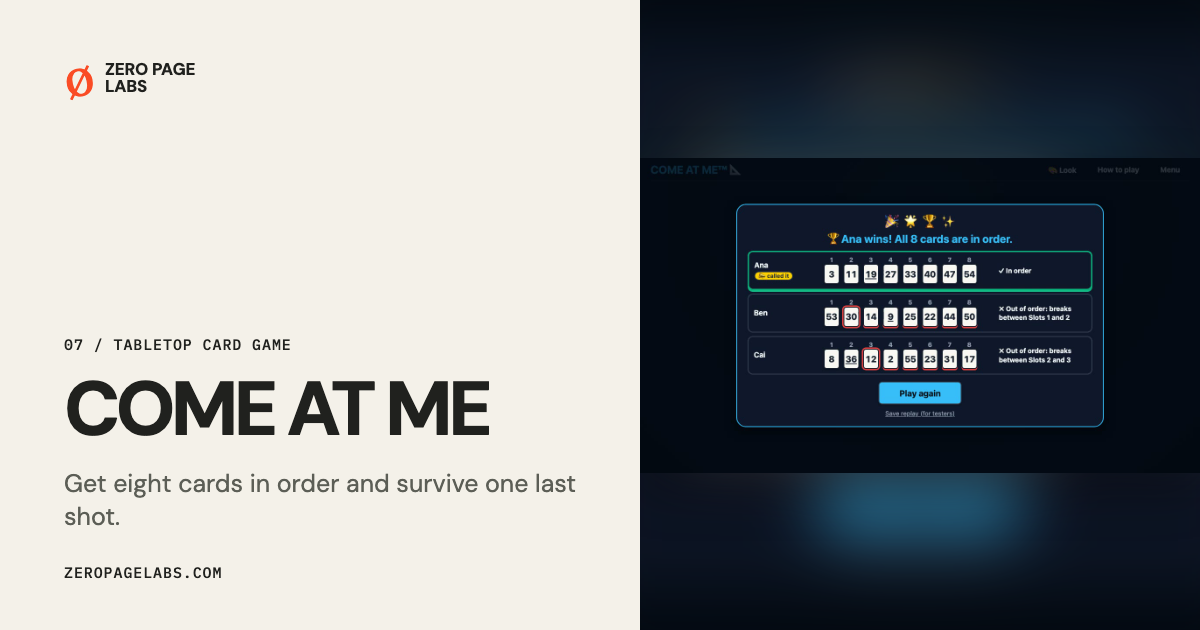 ZERO PAGE
LABS
07 / TABLETOP CARD GAME
COME AT ME
Get eight cards in order and survive one last
shot.
ZEROPAGELABS.COM
COME AT ME™
Look
How to play
Menu
Ana wins! All 8 cards are in order.
Ana
called it
1 2 3 4 5 6 7 8
3 11 19 27 33 40 47 54
✓ In order
Ben
1 2 3 4 5 6 7 8
53 30 14 9 25 22 44 50
✕ Out of order: breaks
between Slots 1 and 2
Cai
1 2 3 4 5 6 7 8
8 36 12 2 55 23 31 17
✕ Out of order: breaks
between Slots 2 and 3
Play again
Save replay (for testers)